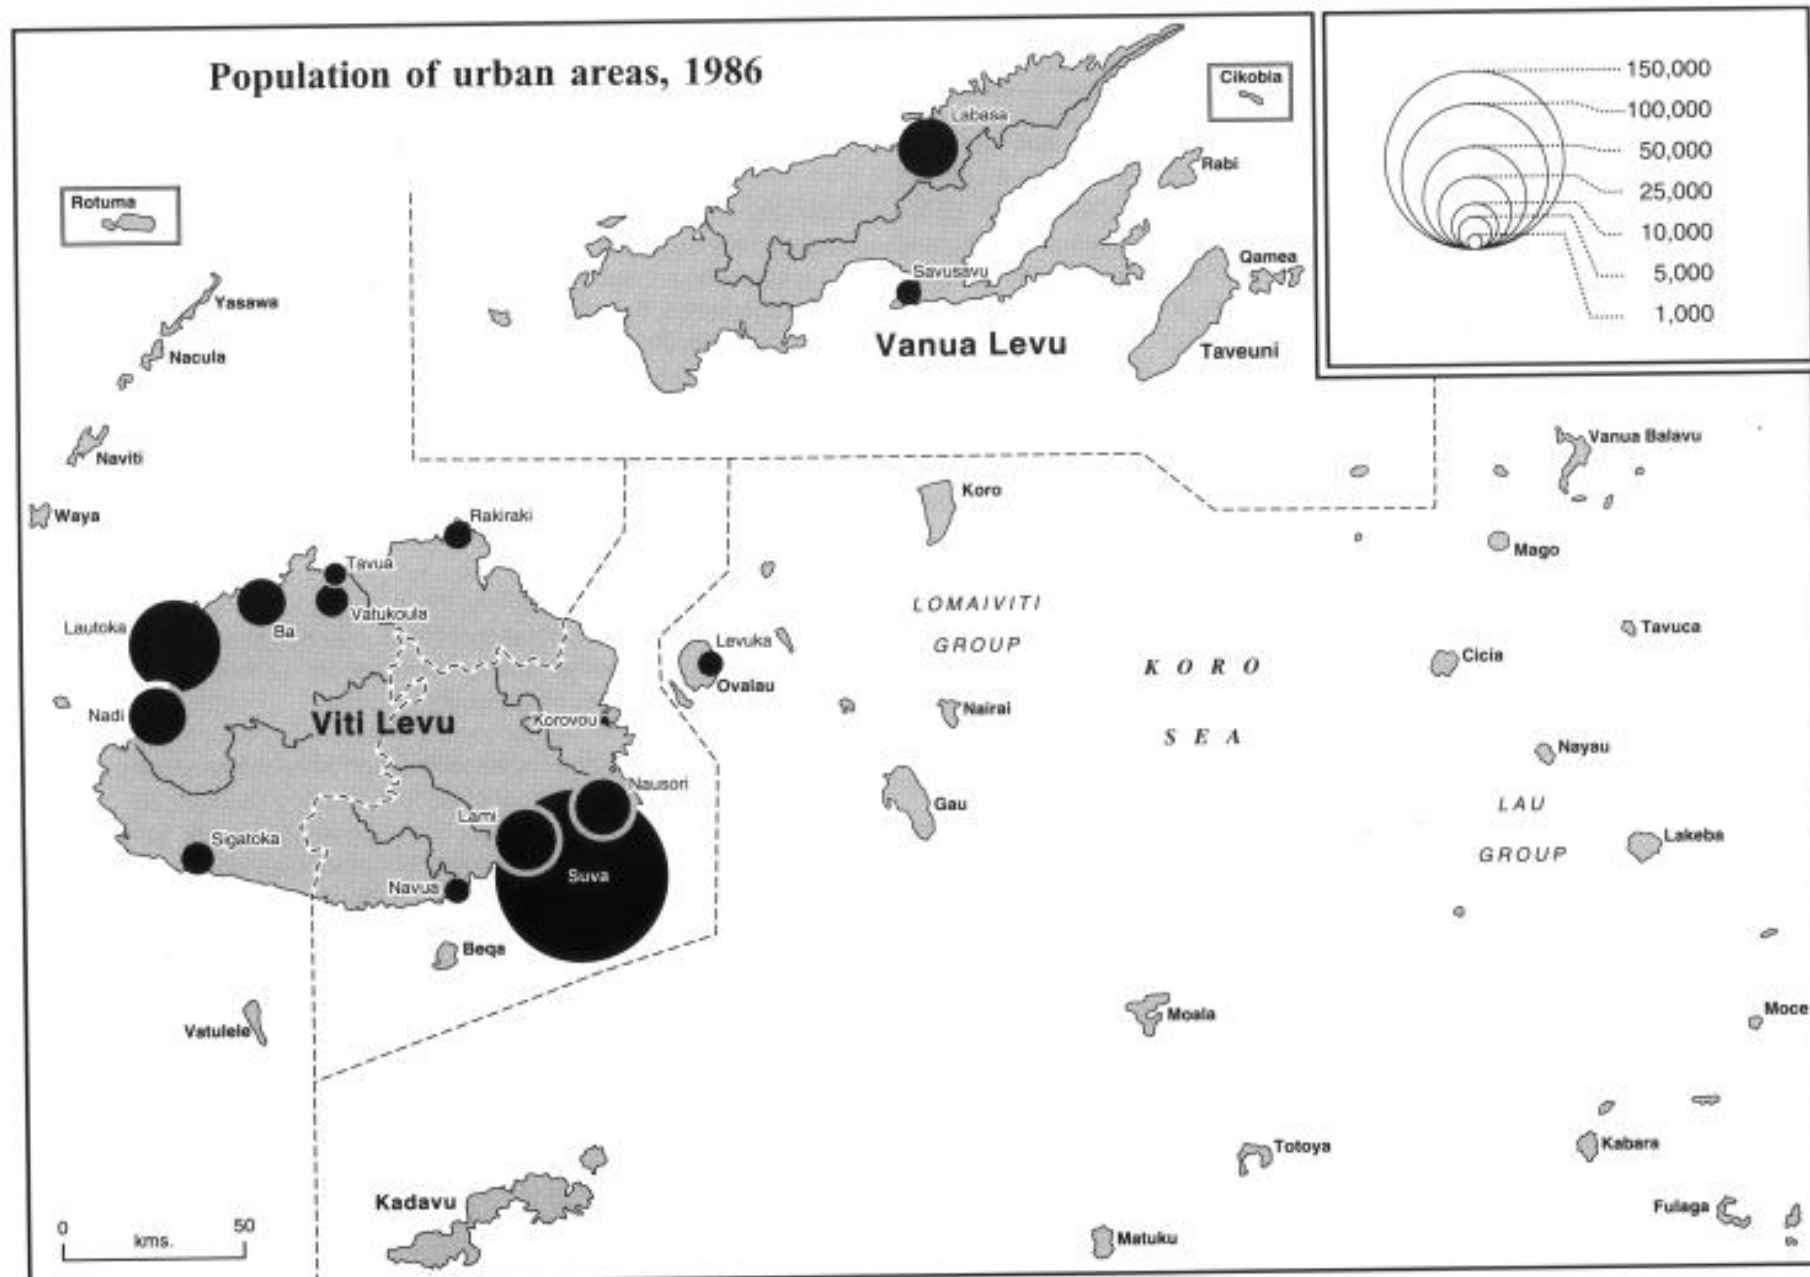 Population of urban areas, 1986
150,000
100,000
50,000
25,000
10,000
5,000
1,000
Cikobia
Labasa
Rabi
Rotuma
Qamea
Savusavu
Yasawa
Vanua Levu
Taveuni
Nacula
Naviti
Vanua Balavu
Koro
Waya
Rakiraki
Mago
Tavua
LOMAIVITI
GROUP
Vatukoula
Lautoka
Ba
Levuka
Tavuca
Cicia
KORO
SEA
Ovalau
Nadi
Viti Levu
Korovou
Nairai
Nayau
Nausori
Gau
LAU
GROUP
Lami
Lakeba
Sigatoka
Suva
Navua
Beqa
Vatulele
Moala
Moce
Totoya
Kabara
Kadavu
Fulaga
Matuku
0 50
kms.